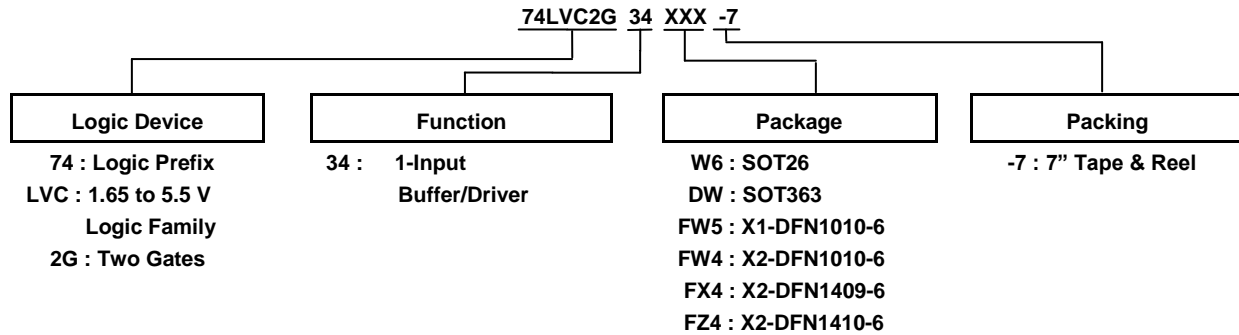 74LVC2G 34 XXX -7
Logic Device
74 : Logic Prefix
LVC : 1.65 to 5.5 V
Logic Family
2G : Two Gates
Function
34 : 1-Input
Buffer/Driver
Package
W6 : SOT26
DW : SOT363
FW5 : X1-DFN1010-6
FW4 : X2-DFN1010-6
FX4 : X2-DFN1409-6
FZ4 : X2-DFN1410-6
Packing
-7 : 7” Tape & Reel